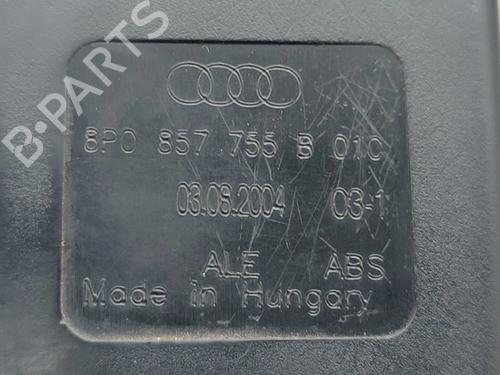 B-PARTS
8P0 857 755 B 01C
03.06.2004 03-1
ALE ABS
Made in Hungary